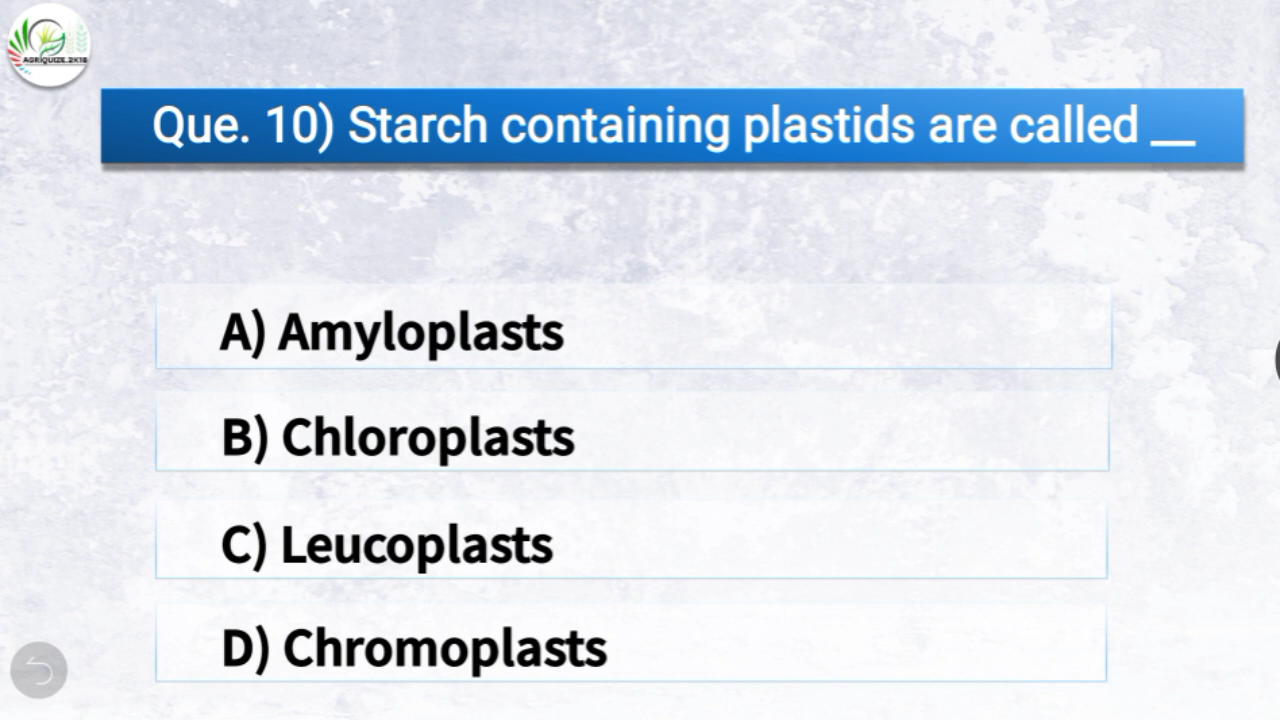 AGRIQUIZE.2K18
Que. 10) Starch containing plastids are called __
A) Amyloplasts
B) Chloroplasts
C) Leucoplasts
D) Chromoplasts